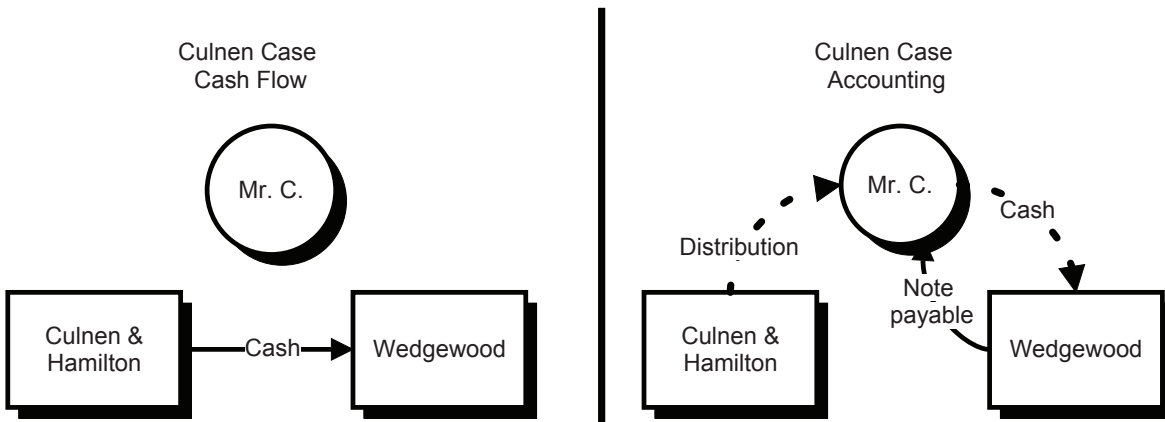 Culnen Case
Cash Flow
Mr. C.
Culnen &
Hamilton
Cash
Wedgewood
Culnen Case
Accounting
Mr. C.
Cash
Distribution
Note
payable
Culnen &
Hamilton
Wedgewood